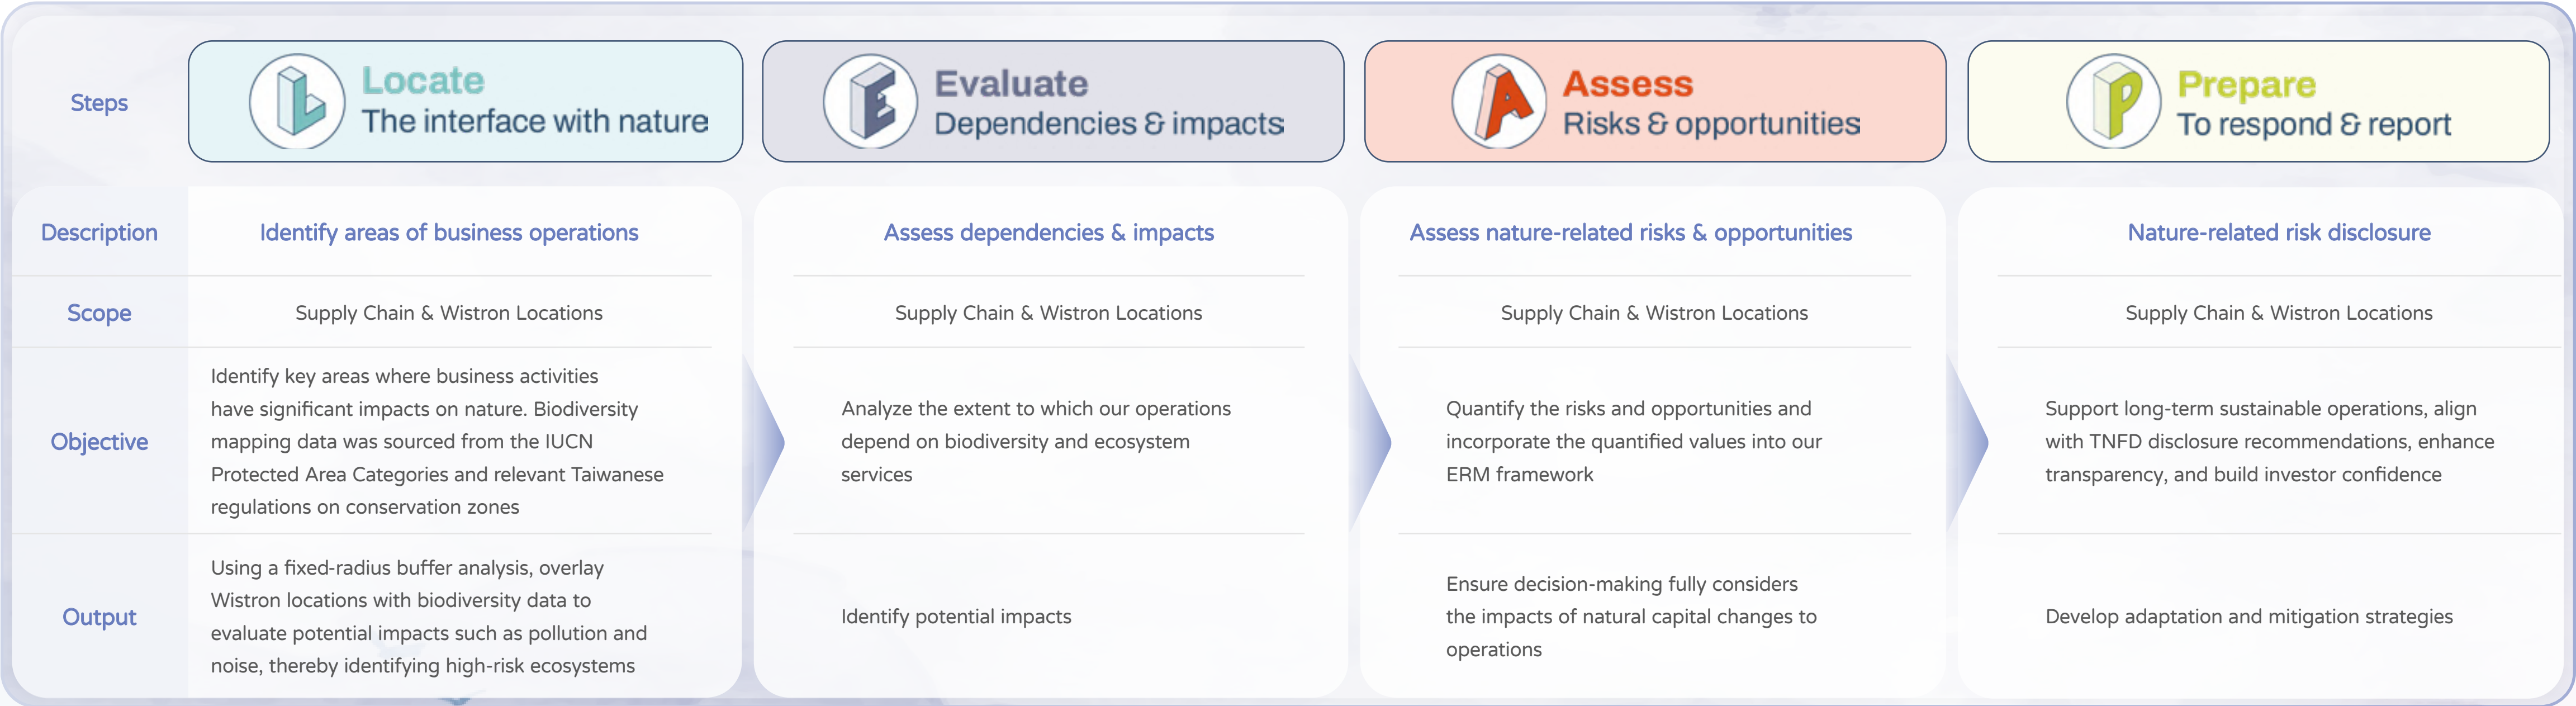 Steps
Locate
The interface with nature
Evaluate
Dependencies & impacts
Assess
Risks & opportunities
Prepare
To respond & report
Description
Identify areas of business operations
Assess dependencies & impacts
Assess nature-related risks & opportunities
Nature-related risk disclosure
Scope
Supply Chain & Wistron Locations
Supply Chain & Wistron Locations
Supply Chain & Wistron Locations
Supply Chain & Wistron Locations
Objective
Identify key areas where business activities
have significant impacts on nature. Biodiversity
mapping data was sourced from the IUCN
Protected Area Categories and relevant Taiwanese
regulations on conservation zones
Analyze the extent to which our operations
depend on biodiversity and ecosystem
services
Quantify the risks and opportunities and
incorporate the quantified values into our
ERM framework
Support long-term sustainable operations, align
with TNFD disclosure recommendations, enhance
transparency, and build investor confidence
Output
Using a fixed-radius buffer analysis, overlay
Wistron locations with biodiversity data to
evaluate potential impacts such as pollution and
noise, thereby identifying high-risk ecosystems
Identify potential impacts
Ensure decision-making fully considers
the impacts of natural capital changes to
operations
Develop adaptation and mitigation strategies